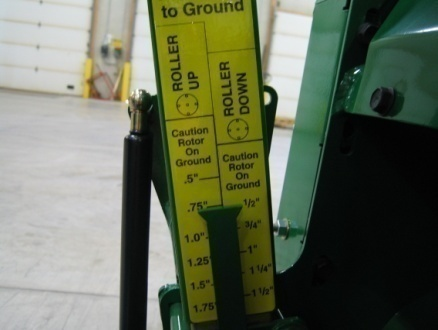 to Ground
ROLLER
UP
ROLLER
DOWN
Caution
Rotor
On
Ground
Caution
Rotor On
Ground
.5"
.75"
1.0"
1.25
1.5"
1.75"
1/2"
3/4"
1"
1 1/4"
1 1/2"